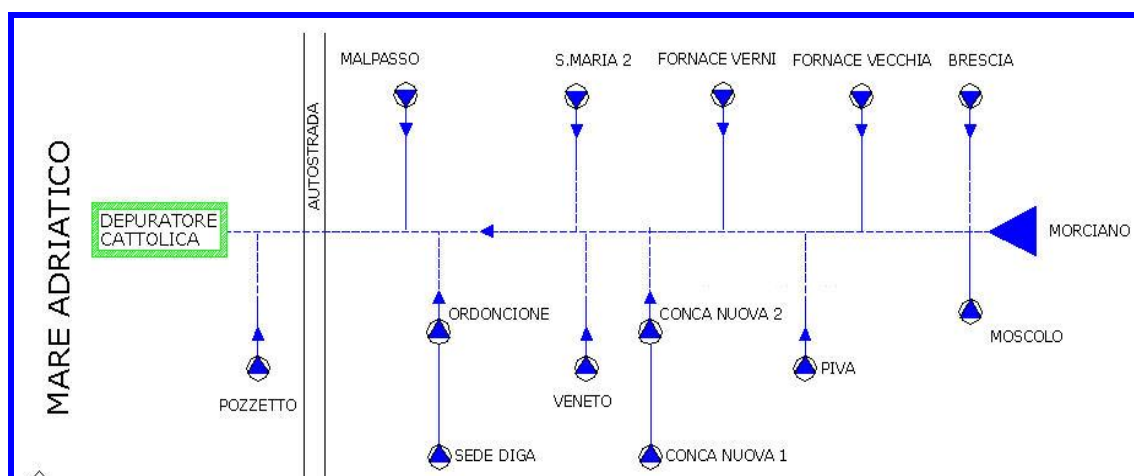 MALPASSO
S.MARIA 2
FORNACE VERNI
FORNACE VECCHIA
BRESCIA
AUTOSTRADA
MARE ADRIATICO
DEPURATORE
CATTOLICA
MORCIANO
ORDONCIONE
CONCA NUOVA 2
MOSCOLO
PIVA
POZZETTO
VENETO
SEDE DIGA
CONCA NUOVA 1